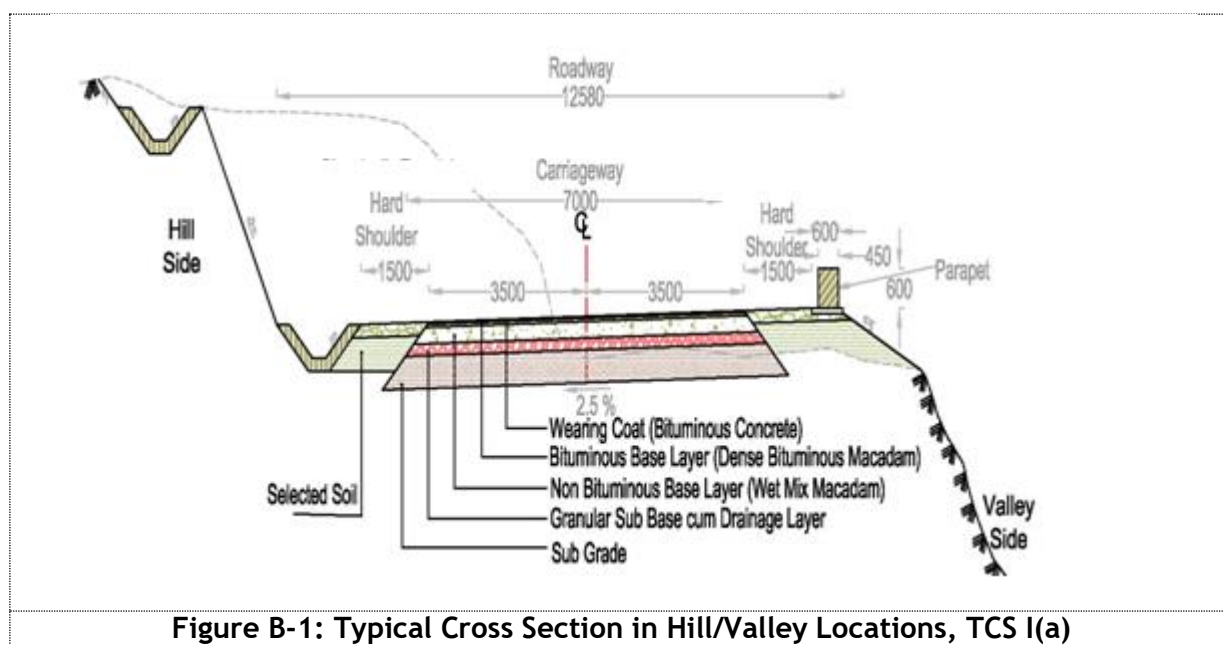 Roadway
12580
Carriageway
7000
Hard
Shoulder
1500
Hard
Shoulder
1500
600
450
600
Parapet
Hill
Side
℄
3500
3500
2.5 %
Wearing Coat (Bituminous Concrete)
Bituminous Base Layer (Dense Bituminous Macadam)
Non Bituminous Base Layer (Wet Mix Macadam)
Granular Sub Base cum Drainage Layer
Sub Grade
Selected Soil
Valley
Side
Figure B-1: Typical Cross Section in Hill/Valley Locations, TCS I(a)